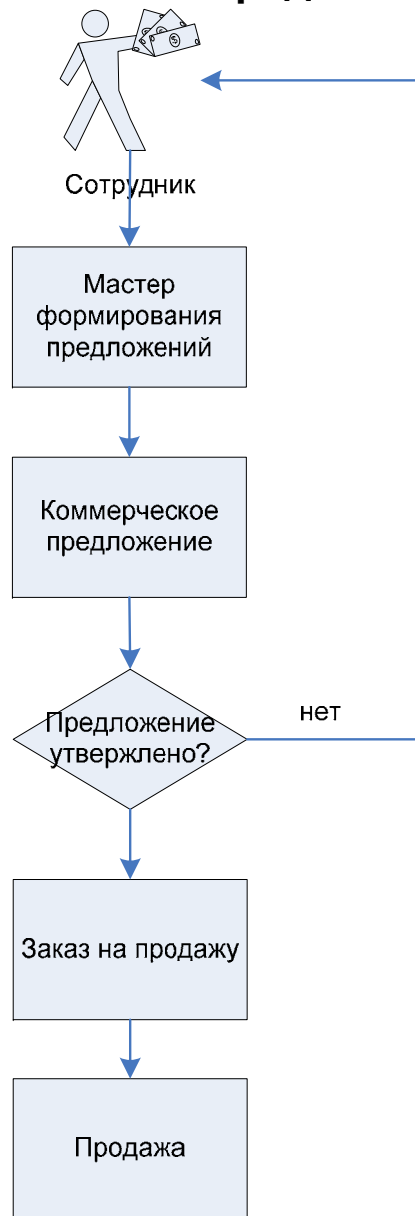 Сотрудник
Мастер
формирования
предложений
Коммерческое
предложение
Предложение
утвержлено?
нет
Заказ на продажу
Продажа